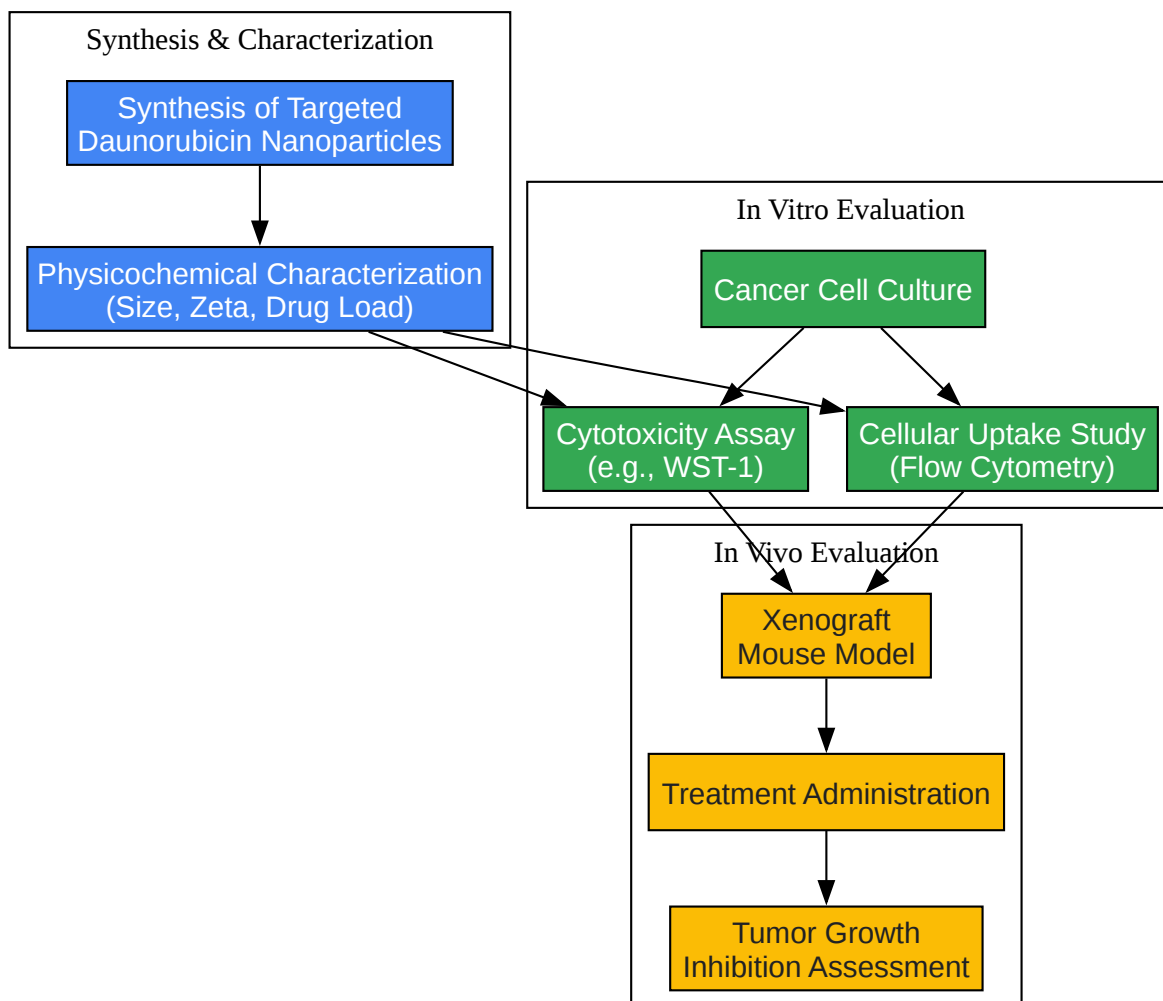 Synthesis & Characterization
Synthesis of Targeted
Daunorubicin Nanoparticles
Physicochemical Characterization
(Size, Zeta, Drug Load)
In Vitro Evaluation
Cancer Cell Culture
Cytotoxicity Assay
(e.g., WST-1)
Cellular Uptake Study
(Flow Cytometry)
In Vivo Evaluation
Xenograft
Mouse Model
Treatment Administration
Tumor Growth
Inhibition Assessment